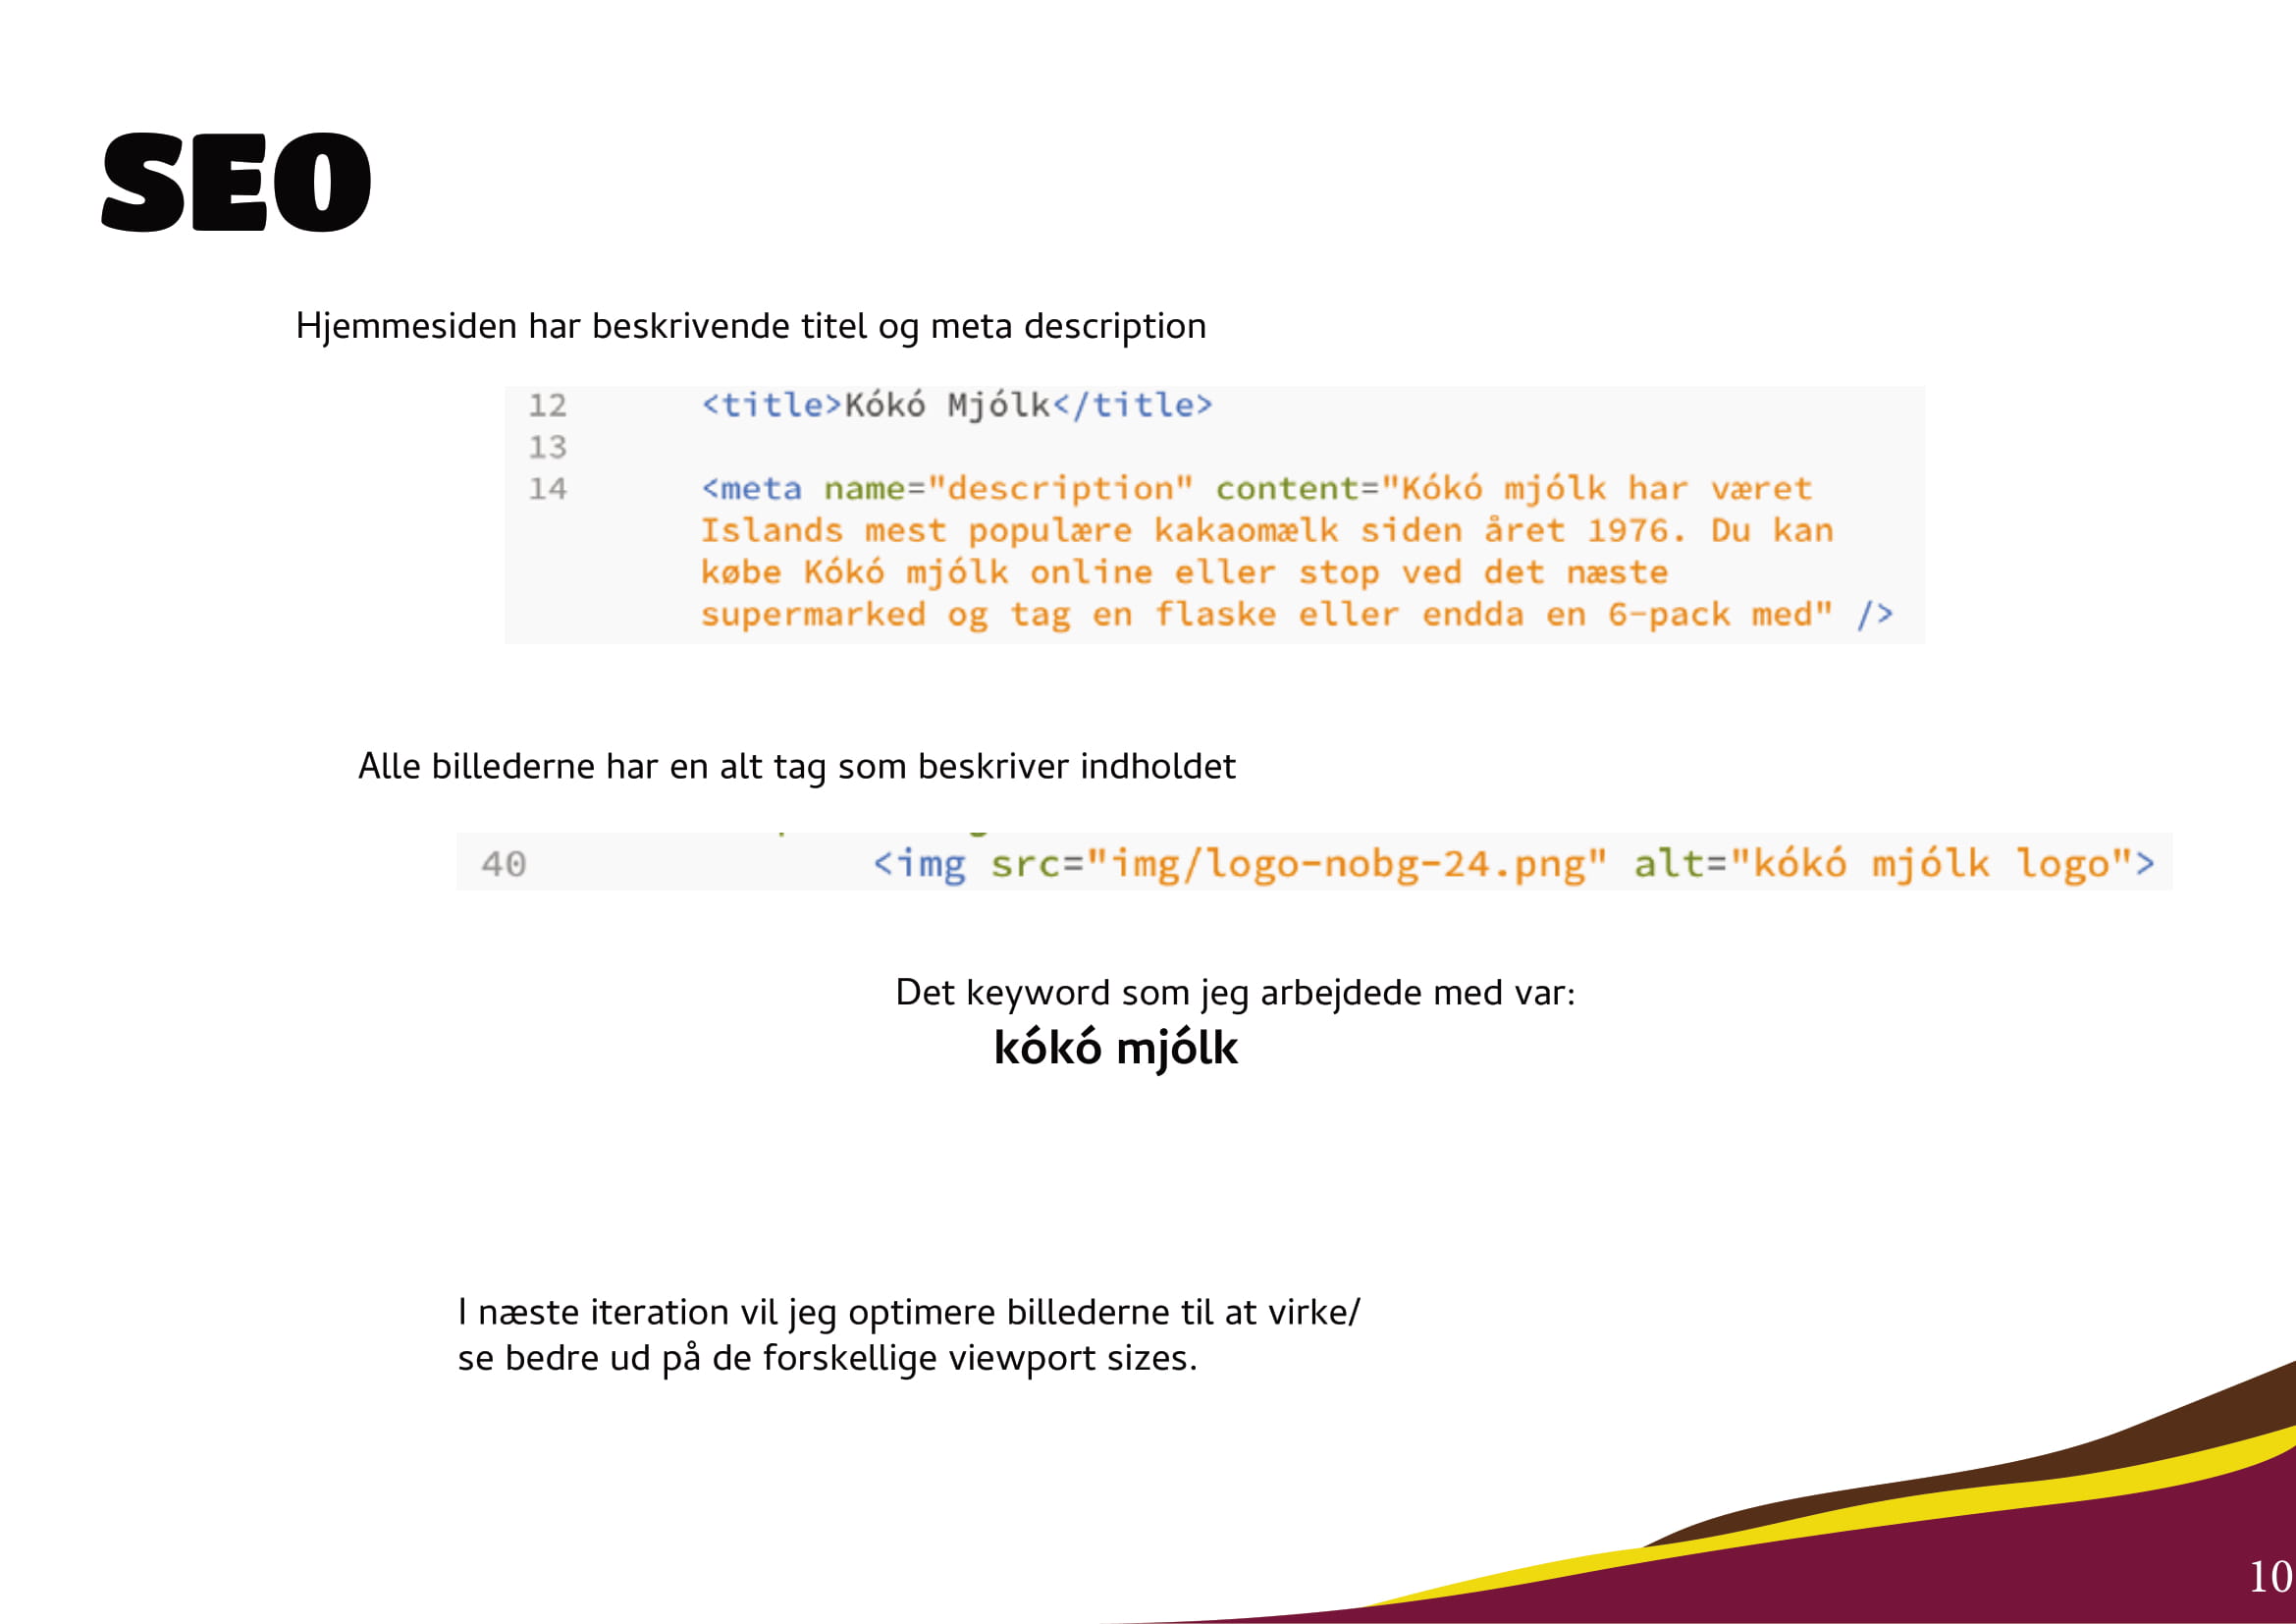 SEO
Hjemmesiden har beskrivende titel og meta description
12 <title>Kókó Mjólk</title>
13
14 <meta name="description" content="Kókó mjólk har været
Islands mest populære kakaomælk siden året 1976. Du kan
købe Kókó mjólk online eller stop ved det næste
supermarked og tag en flaske eller endda en 6-pack med" />
Alle billederne har en alt tag som beskriver indholdet
40 <img src="img/logo-nobg-24.png" alt="kókó mjólk logo">
Det keyword som jeg arbejdede med var:
kókó mjólk
I næste iteration vil jeg optimere billederne til at virke/
se bedre ud på de forskellige viewport sizes.
10